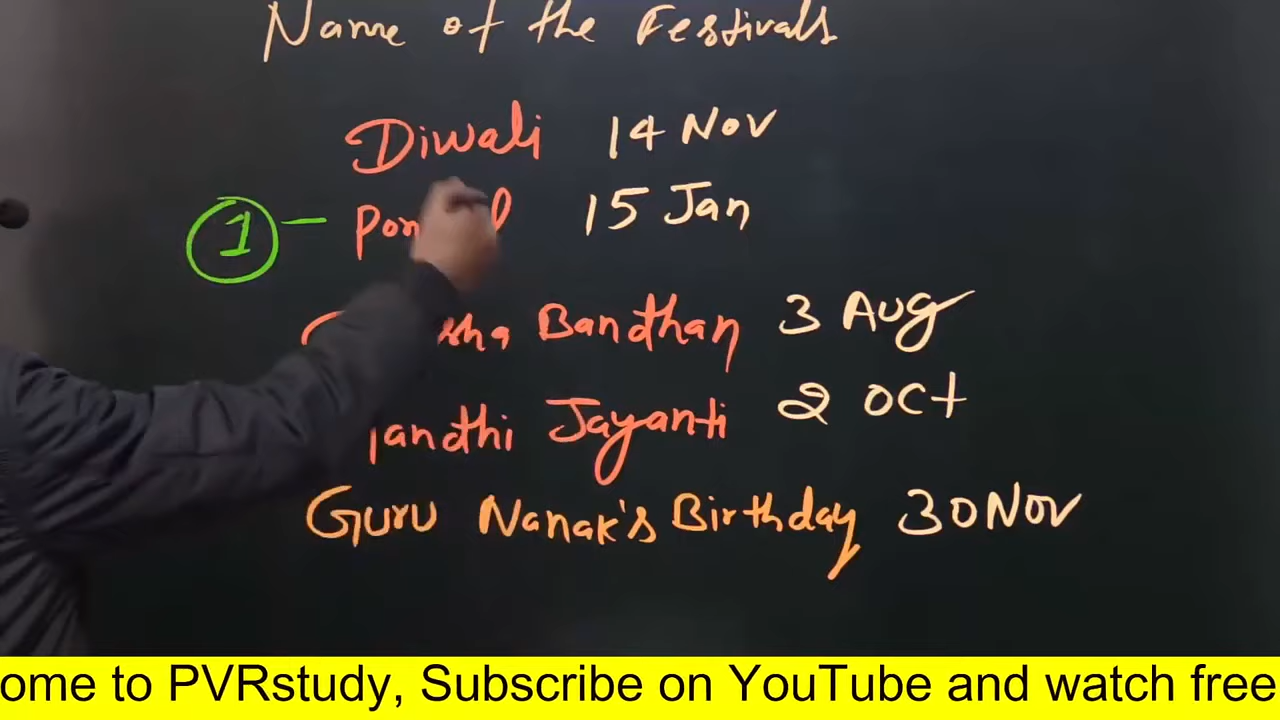 Name of the Festivals
Diwali 14 Nov
1 - 15 Jan
Bandhan 3 Aug
Jayanti 2 Oct
Guru Nanak's Birthday 30 Nov
ome to PVRstudy, Subscribe on YouTube and watch free